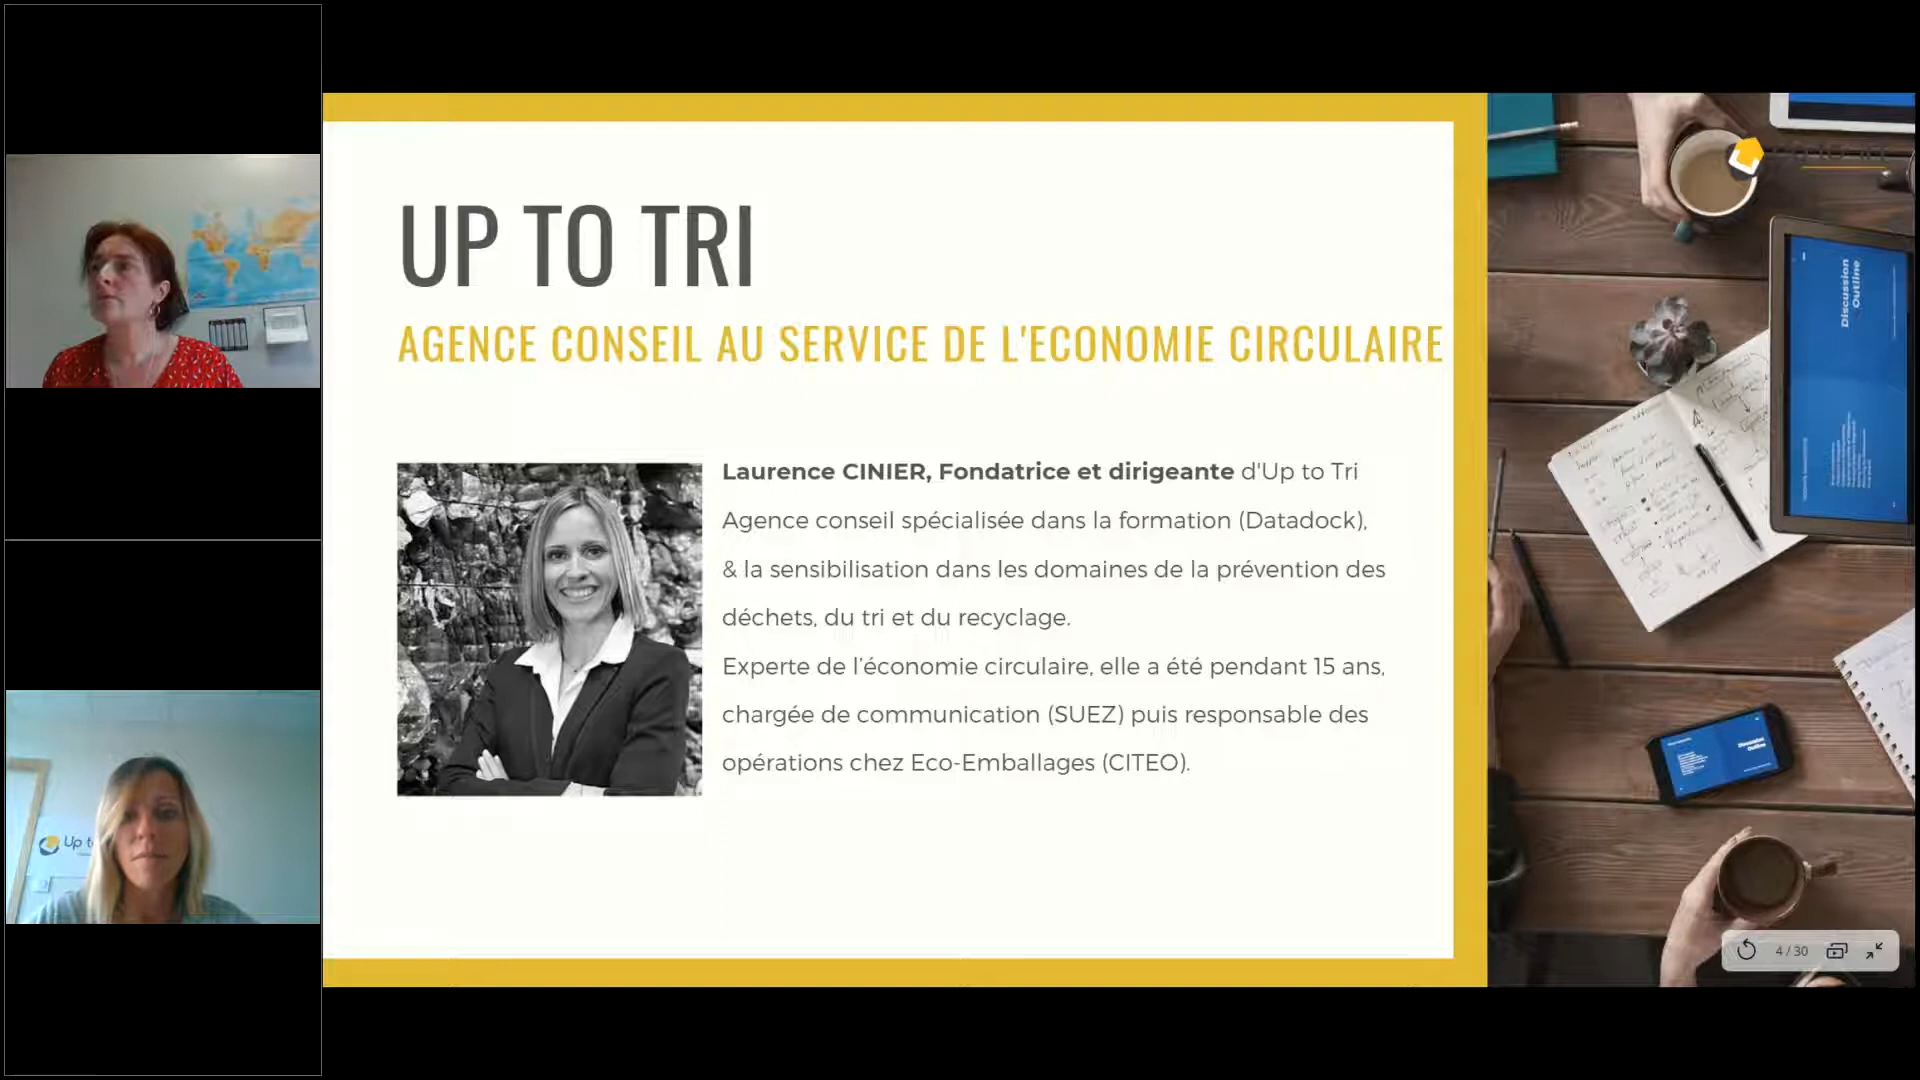 UP TO TRI
AGENCE CONSEIL AU SERVICE DE L'ECONOMIE CIRCULAIRE
Laurence CINIER, Fondatrice et dirigeante d'Up to Tri
Agence conseil spécialisée dans la formation (Datadock),
& la sensibilisation dans les domaines de la prévention des
déchets, du tri et du recyclage.
Experte de l'économie circulaire, elle a été pendant 15 ans,
chargée de communication (SUEZ) puis responsable des
opérations chez Eco-Emballages (CITEO).
Discussion
Outline
Discussion
Outline
Up t
4 / 30